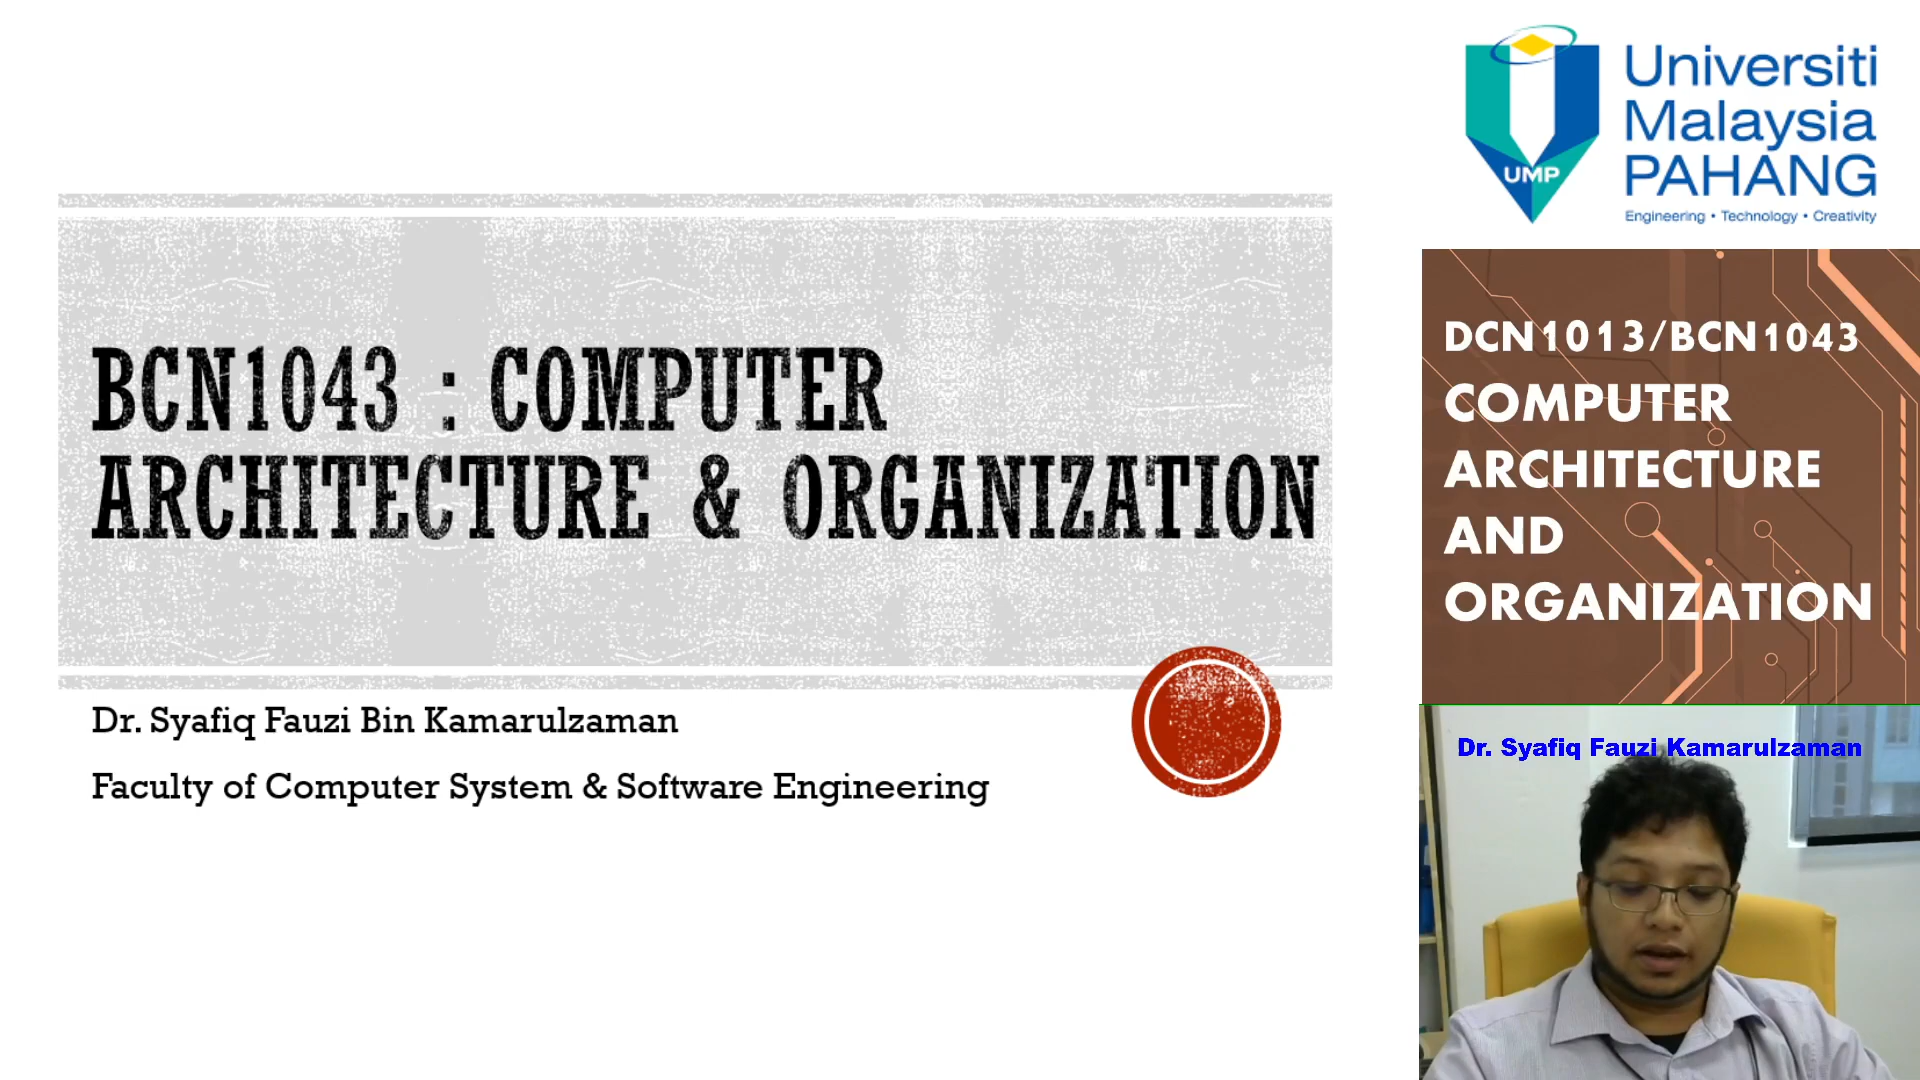 BCN1043 : COMPUTER
ARCHITECTURE & ORGANIZATION
Dr. Syafiq Fauzi Bin Kamarulzaman
Faculty of Computer System & Software Engineering
UMP
Universiti
Malaysia
PAHANG
Engineering • Technology • Creativity
DCN1013/BCN1043
COMPUTER
ARCHITECTURE
AND
ORGANIZATION
Dr. Syafiq Fauzi Kamarulzaman